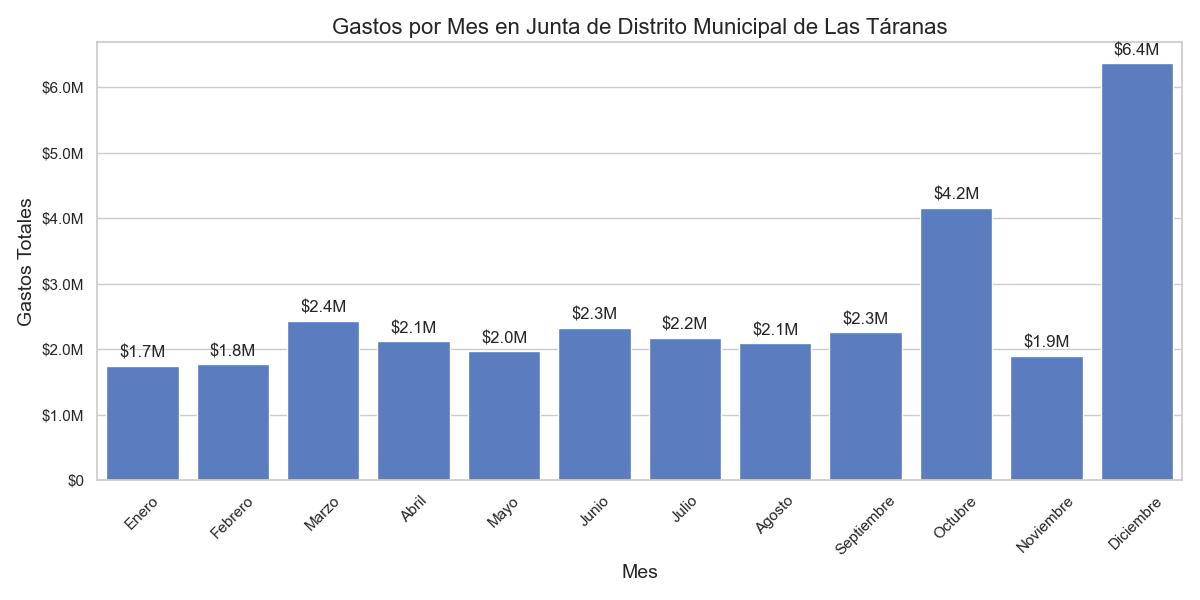 Gastos por Mes en Junta de Distrito Municipal de Las Táranas
Gastos Totales
$6.0M
$5.0M
$4.0M
$3.0M
$2.0M
$1.0M
$0
$1.7M
$1.8M
$2.4M
$2.1M
$2.0M
$2.3M
$2.2M
$2.1M
$2.3M
$4.2M
$1.9M
$6.4M
Enero
Febrero
Marzo
Abril
Mayo
Junio
Julio
Agosto
Septiembre
Octubre
Noviembre
Diciembre
Mes